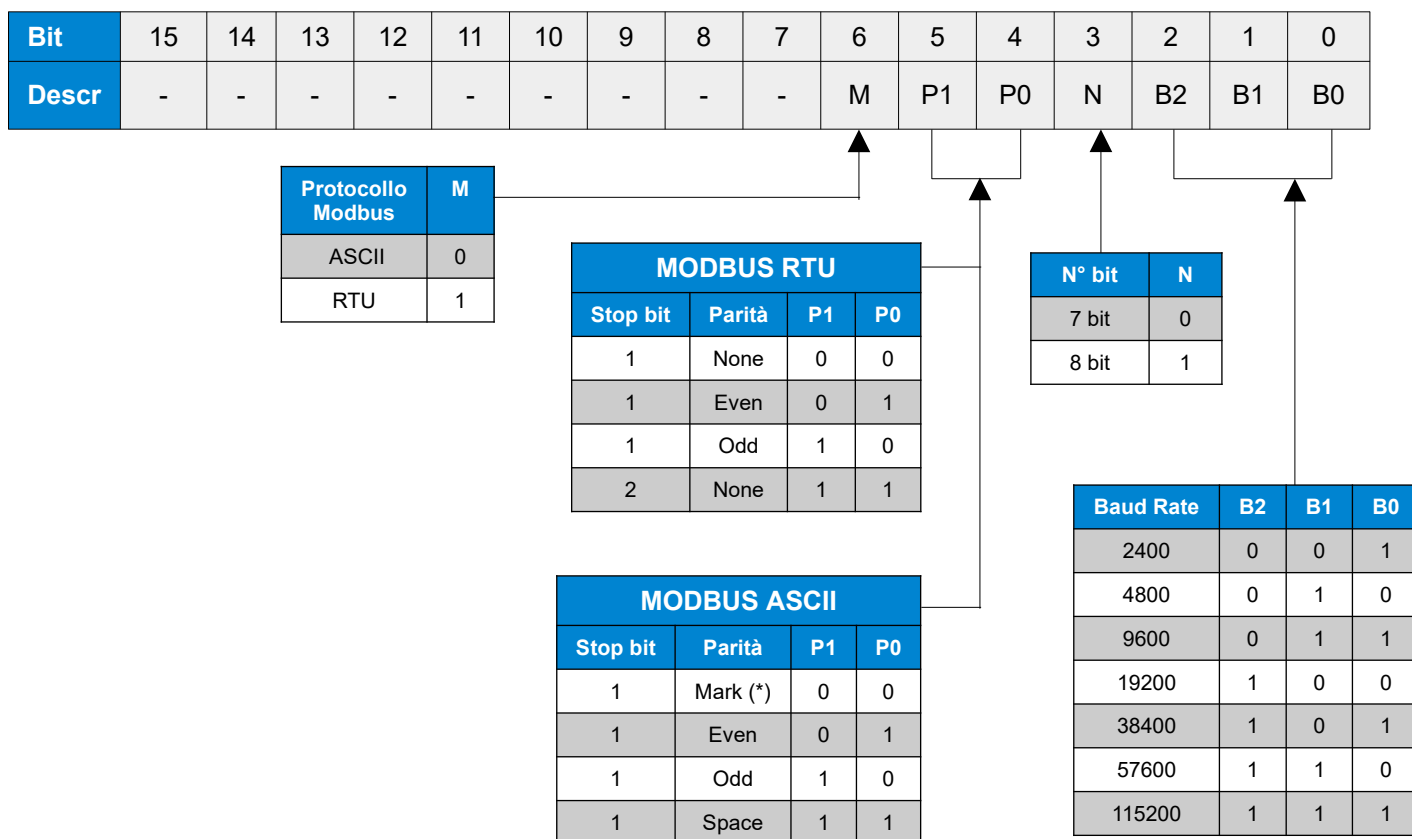 Bit 15 14 13 12 11 10 9 8 7 6 5 4 3 2 1 0
Descr - - - - - - - - - M P1 P0 N B2 B1 B0
Protocollo Modbus M
ASCII 0
RTU 1
MODBUS RTU
Stop bit Parità P1 P0
1 None 0 0
1 Even 0 1
1 Odd 1 0
2 None 1 1
N° bit N
7 bit 0
8 bit 1
MODBUS ASCII
Stop bit Parità P1 P0
1 Mark (*) 0 0
1 Even 0 1
1 Odd 1 0
1 Space 1 1
Baud Rate B2 B1 B0
2400 0 0 1
4800 0 1 0
9600 0 1 1
19200 1 0 0
38400 1 0 1
57600 1 1 0
115200 1 1 1